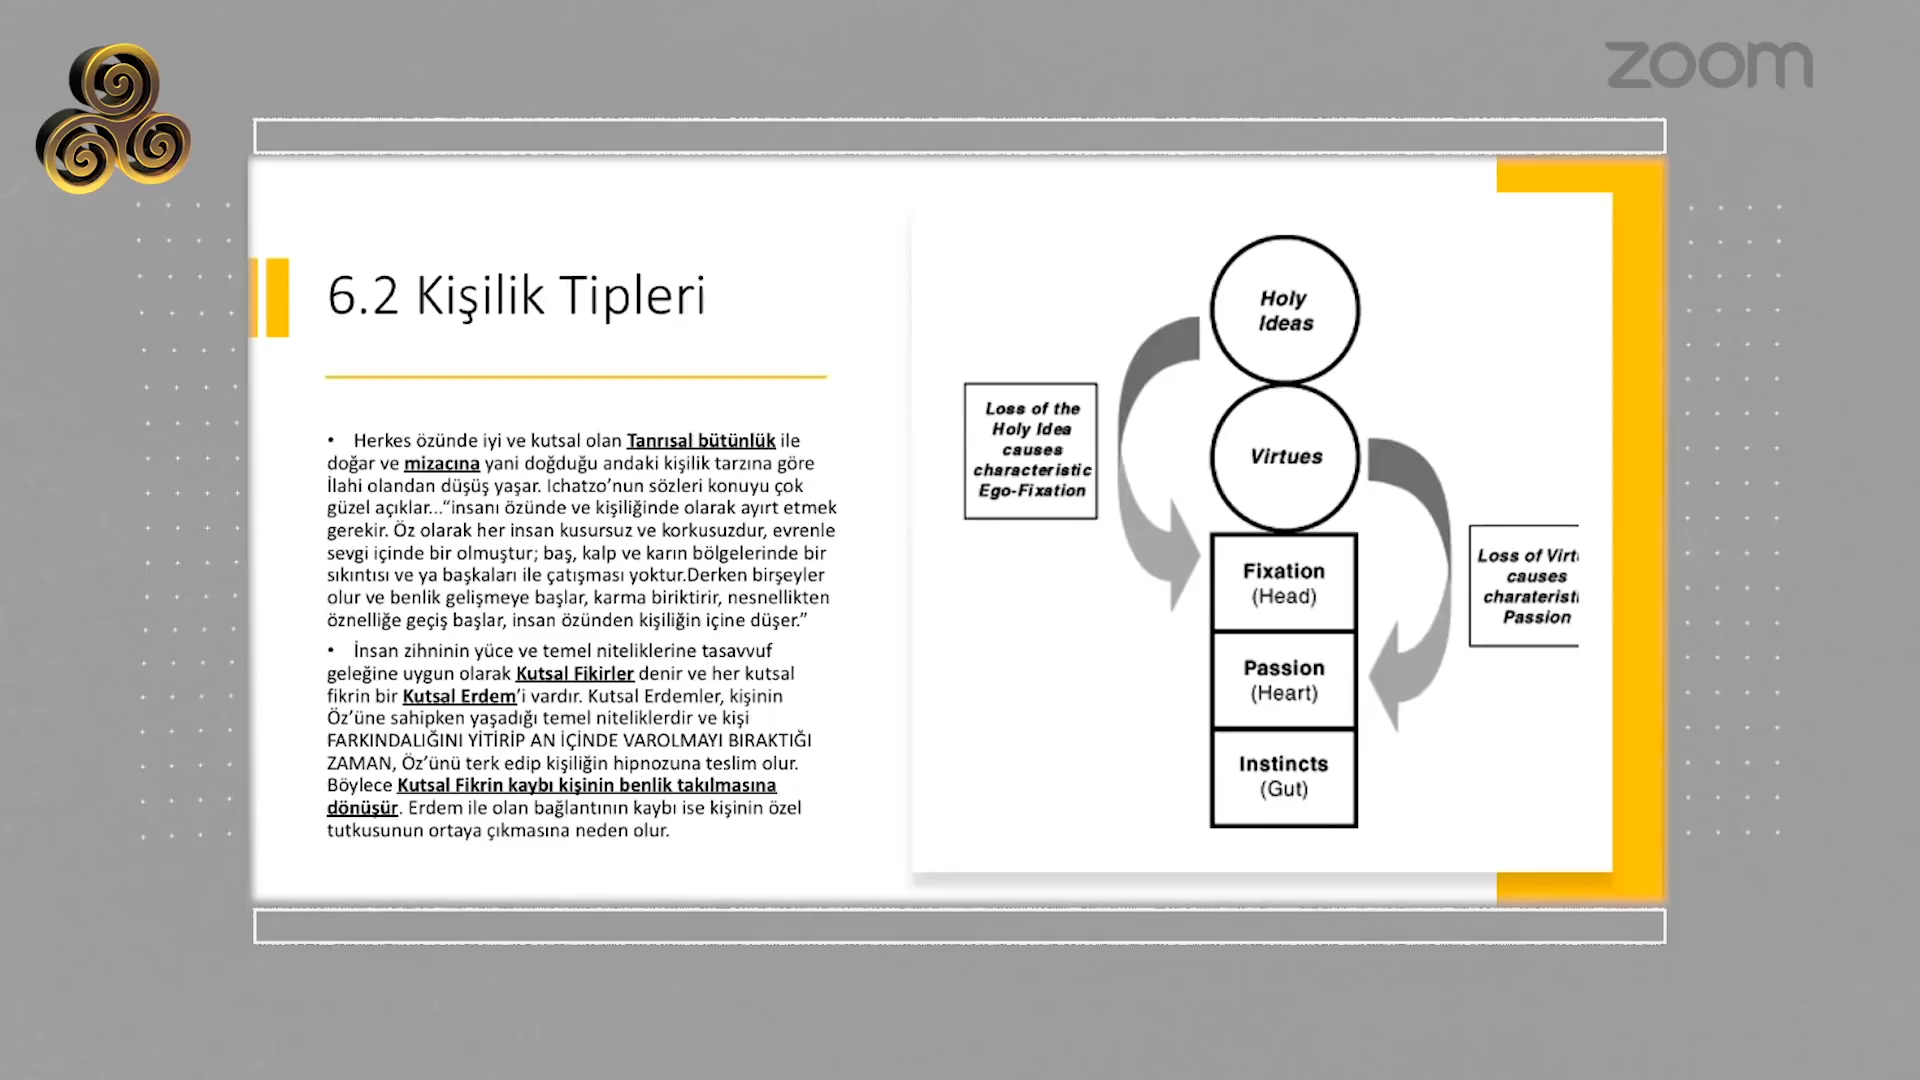 zoom
6.2 Kişilik Tipleri
• Herkes özünde iyi ve kutsal olan Tanrısal bütünlük ile
doğar ve mizacına yani doğduğu andaki kişilik tarzına göre
İlahi olandan düşüş yaşar. Ichatzo’nun sözleri konuyu çok
güzel açıklar...“insanı özünde ve kişiliğinde olarak ayırt etmek
gerekir. Öz olarak her insan kusursuz ve korkusuzdur, evrenle
sevgi içinde bir olmuştur; baş, kalp ve karın bölgelerinde bir
sıkıntısı ve ya başkaları ile çatışması yoktur.Derken birşeyler
olur ve benlik gelişmeye başlar, karma biriktirir, nesnellikten
öznelliğe geçiş başlar, insan özünden kişiliğin içine düşer.”
• İnsan zihninin yüce ve temel niteliklerine tasavvuf
geleğine uygun olarak Kutsal Fikirler denir ve her kutsal
fikrin bir Kutsal Erdem’i vardır. Kutsal Erdemler, kişinin
Öz’üne sahipken yaşadığı temel niteliklerdir ve kişi
FARKINDALIĞINI YİTİRİP AN İÇİNDE VAROLMAYI BIRAKTIĞI
ZAMAN, Öz’ünü terk edip kişiliğin hipnozuna teslim olur.
Böylece Kutsal Fikrin kaybı kişinin benlik takılmasına
dönüşür. Erdem ile olan bağlantının kaybı ise kişinin özel
tutkusunun ortaya çıkmasına neden olur.
Holy
Ideas
Loss of the
Holy Idea
causes
characteristic
Ego-Fixation
Virtues
Loss of
causes
Passion
Fixation
(Head)
Passion
(Heart)
Instincts
(Gut)